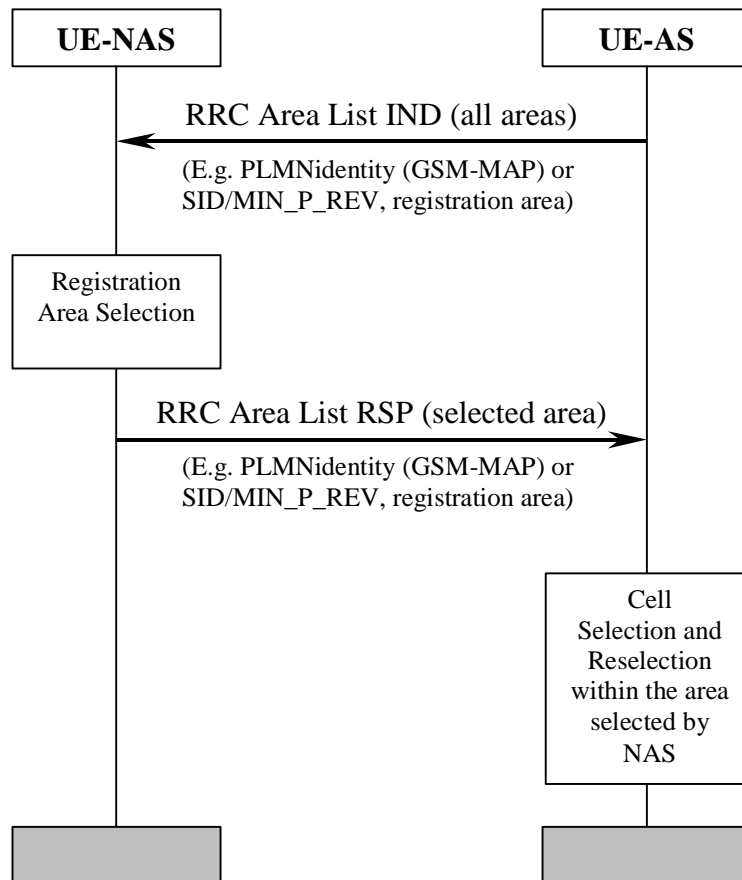 UE-NAS
UE-AS
RRC Area List IND (all areas)
(E.g. PLMNidentity (GSM-MAP) or
SID/MIN_P_REV, registration area)
Registration
Area Selection
RRC Area List RSP (selected area)
(E.g. PLMNidentity (GSM-MAP) or
SID/MIN_P_REV, registration area)
Cell
Selection and
Reselection
within the area
selected by
NAS